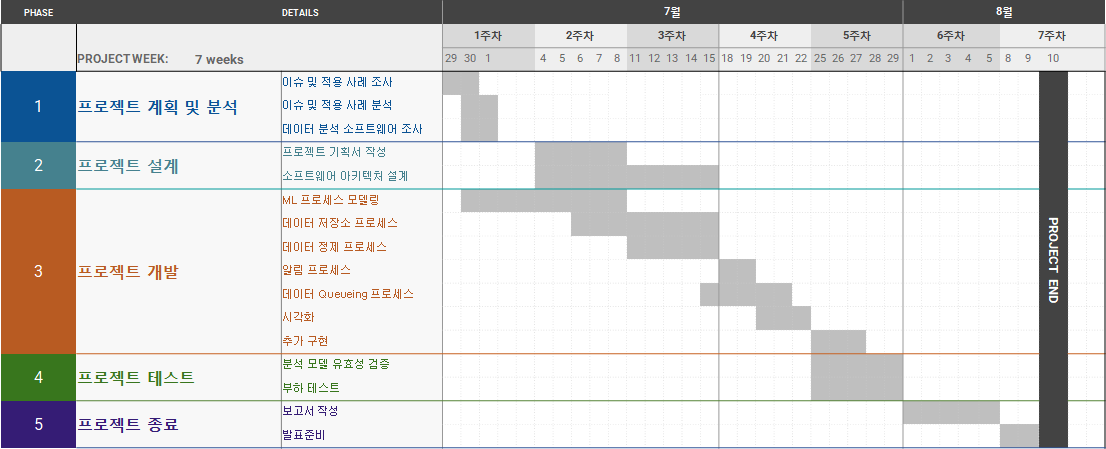 PHASE DETAILS 7월 8월
1주차 2주차 3주차 4주차 5주차 6주차 7주차
PROJECT WEEK: 7 weeks 29 30 1 4 5 6 7 8 11 12 13 14 15 18 19 20 21 22 25 26 27 28 29 1 2 3 4 5 8 9 10
1 프로젝트 계획 및 분석
이슈 및 적용 사례 조사
이슈 및 적용 사례 분석
데이터 분석 소프트웨어 조사
2 프로젝트 설계
프로젝트 기획서 작성
소프트웨어 아키텍처 설계
3 프로젝트 개발
ML 프로세스 모델링
데이터 저장소 프로세스
데이터 정제 프로세스
알림 프로세스
데이터 Queueing 프로세스
시각화
추가 구현
4 프로젝트 테스트
분석 모델 유효성 검증
부하 테스트
5 프로젝트 종료
보고서 작성
발표준비
PROJECT END